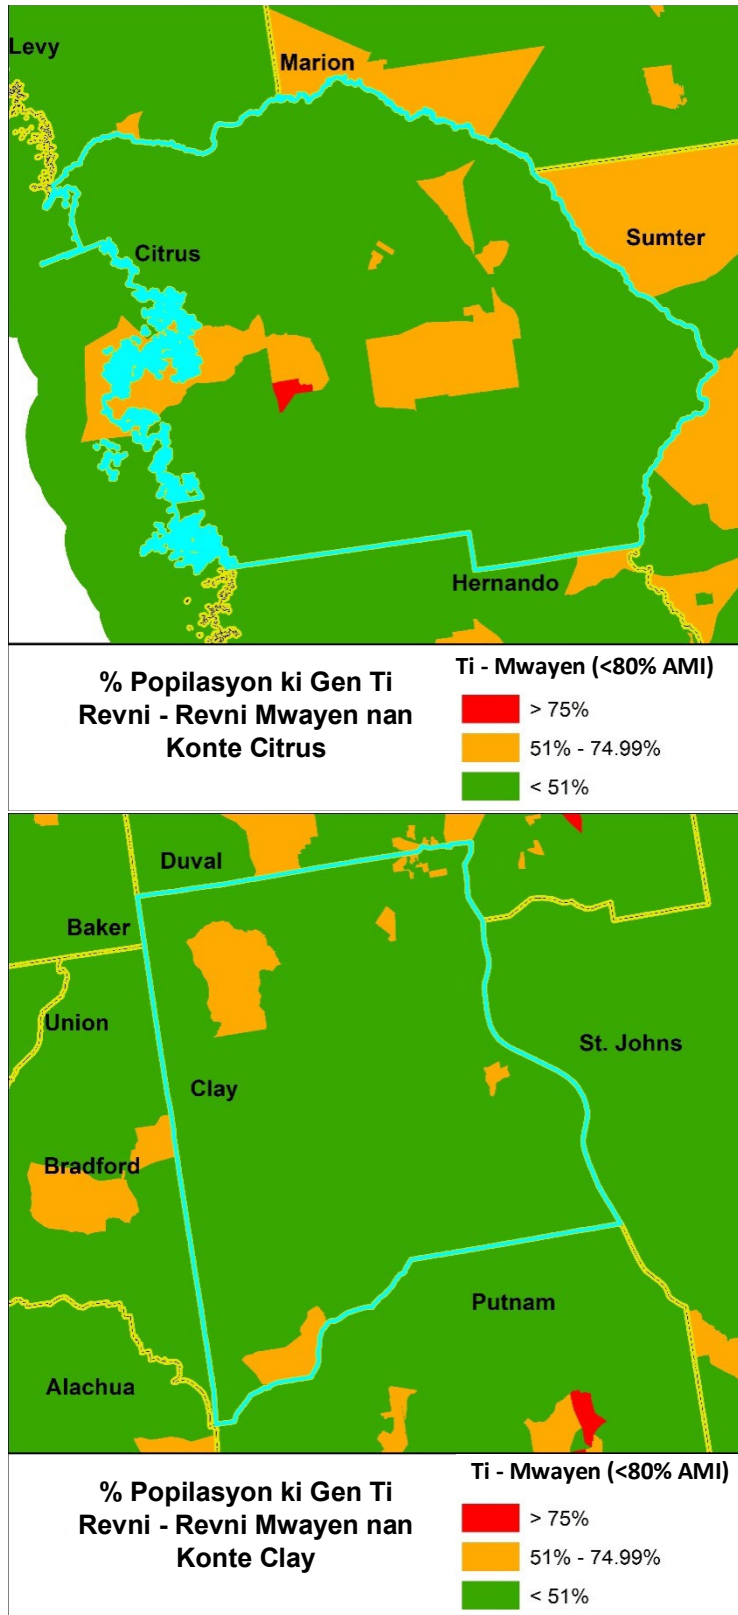 Levy
Marion
Sumter
Citrus
Hernando
% Popilasyon ki Gen Ti
Revni - Revni Mwayen nan
Konte Citrus
Ti - Mwayen (<80% AMI)
> 75%
51% - 74.99%
< 51%
Duval
Baker
Union
St. Johns
Clay
Bradford
Putnam
Alachua
% Popilasyon ki Gen Ti
Revni - Revni Mwayen nan
Konte Clay
Ti - Mwayen (<80% AMI)
> 75%
51% - 74.99%
< 51%